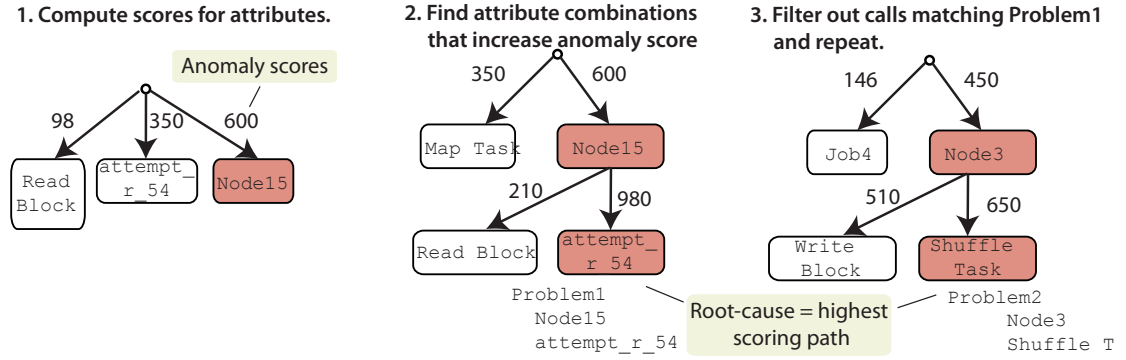 1. Compute scores for attributes.
Anomaly scores
98
350
600
Read
Block
attempt_
r_54
Node15
2. Find attribute combinations
that increase anomaly score
350
600
Map Task
Node15
210
980
Read Block
attempt_
r_54
Problem1
Node15
attempt_r_54
Root-cause = highest
scoring path
3. Filter out calls matching Problem1
and repeat.
146
450
Job4
Node3
510
650
Write
Block
Shuffle
Task
Problem2
Node3
Shuffle T